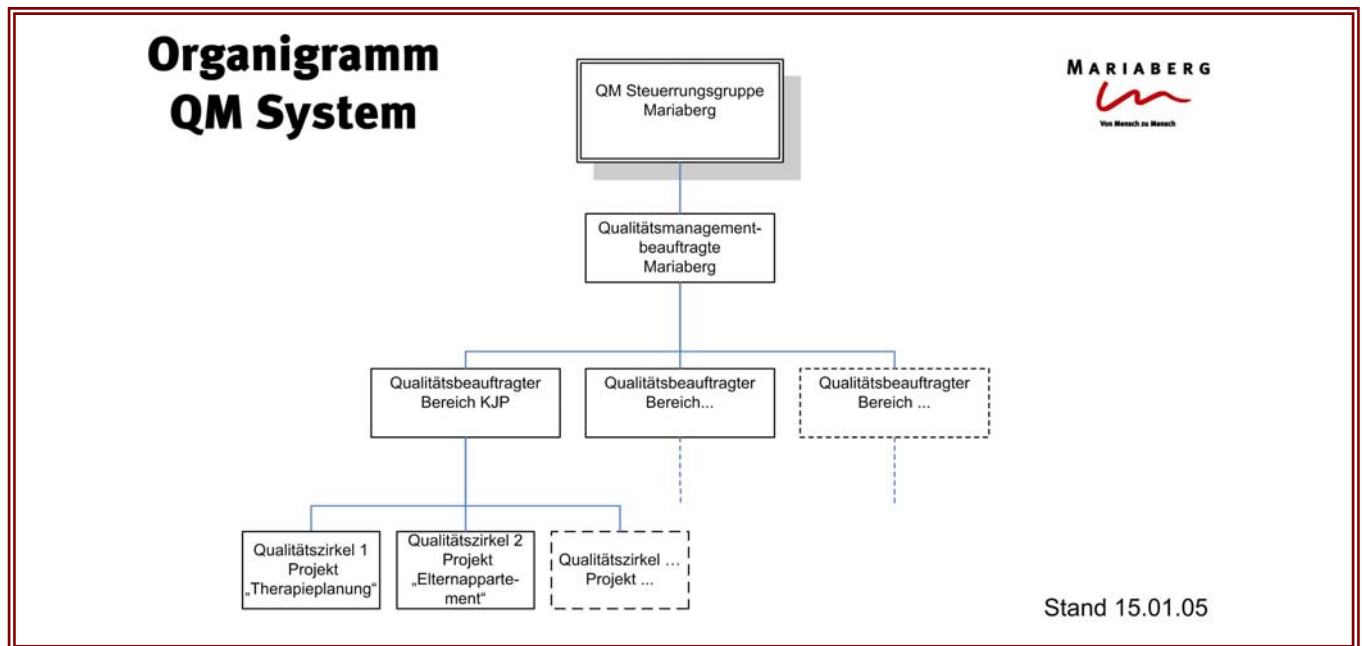 Organigramm
QM System
QM Steuerrungsgruppe
Mariaberg
MARIABERG
Von Mensch zu Mensch
Qualitätsmanagement-
beauftragte
Mariaberg
Qualitätsbeauftragter
Bereich KJP
Qualitätsbeauftragter
Bereich...
Qualitätsbeauftragter
Bereich ...
Qualitätszirkel 1
Projekt
„Therapieplanung“
Qualitätszirkel 2
Projekt
„Elternapparte-
ment“
Qualitätszirkel ...
Projekt ...
Stand 15.01.05